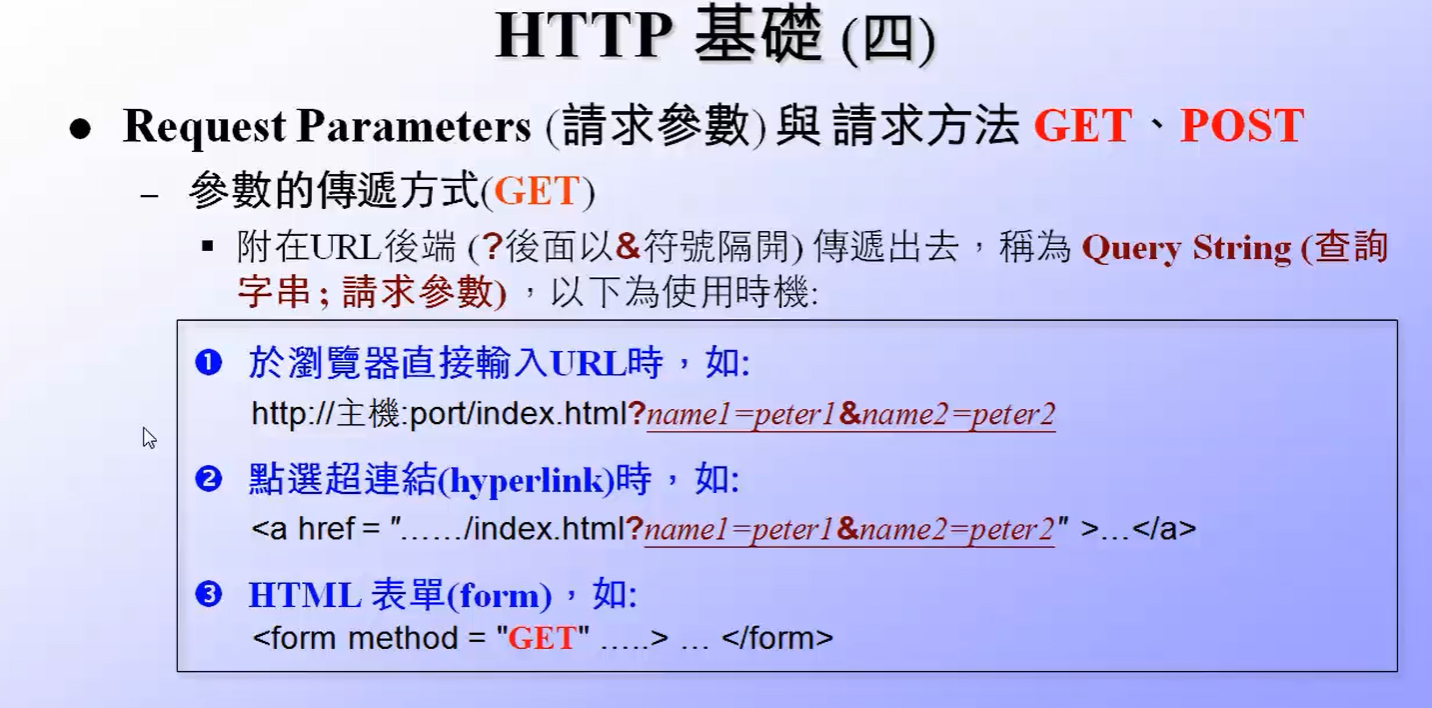 HTTP 基礎 (四)
● Request Parameters (請求參數) 與 請求方法 GET、POST
– 參數的傳遞方式(GET)
▪ 附在URL後端 (?後面以&符號隔開) 傳遞出去，稱為 Query String (查詢
字串 ; 請求參數) ，以下為使用時機:
❶ 於瀏覽器直接輸入URL時，如:
http://主機:port/index.html?name1=peter1&name2=peter2
❷ 點選超連結(hyperlink)時，如:
<a href = "……/index.html?name1=peter1&name2=peter2" >…</a>
❸ HTML 表單(form)，如:
<form method = "GET" …..> … </form>